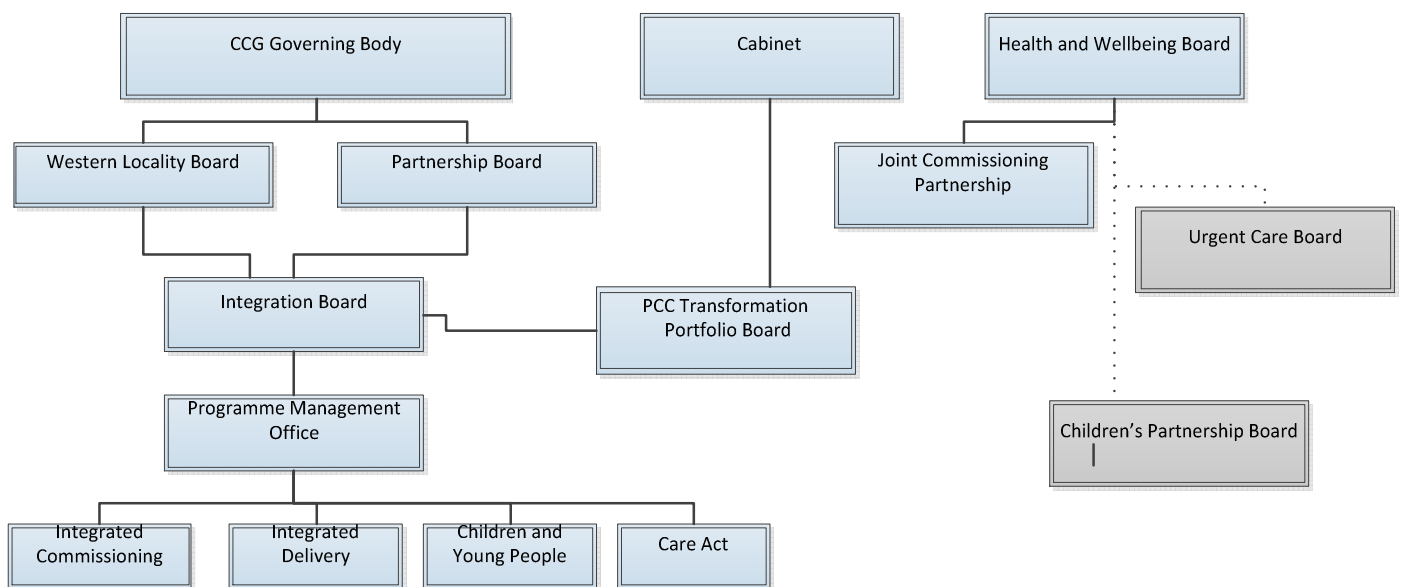 CCG Governing Body
Cabinet
Health and Wellbeing Board
Western Locality Board
Partnership Board
Joint Commissioning
Partnership
Urgent Care Board
Integration Board
PCC Transformation
Portfolio Board
Programme Management
Office
Children’s Partnership Board
Integrated
Commissioning
Integrated
Delivery
Children and
Young People
Care Act